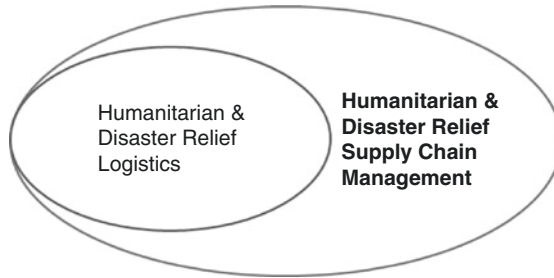 Humanitarian &
Disaster Relief
Logistics
Humanitarian &
Disaster Relief
Supply Chain
Management